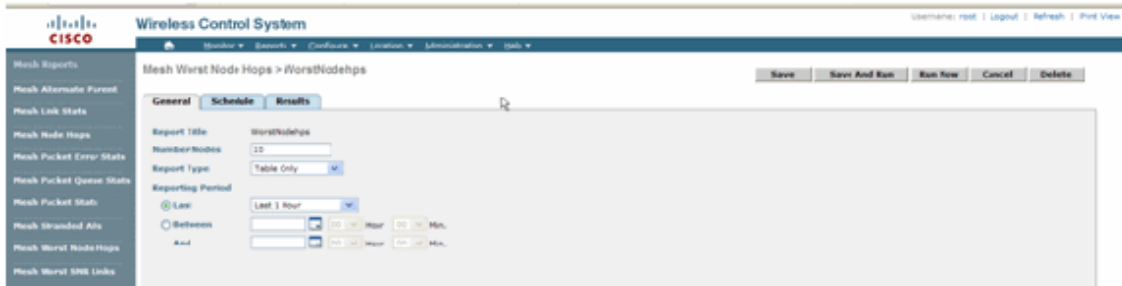 Username: root | Logout | Refresh | Print View
CISCO
Wireless Control System
Monitor Reports Configure Location Administration Help
Mesh Reports
Mesh Alternate Parent
Mesh Link Stats
Mesh Node Hops
Mesh Packet Error Stats
Mesh Packet Queue Stats
Mesh Packet Stats
Mesh Stranded APs
Mesh Worst Node Hops
Mesh Worst SNR Links
Mesh Worst Node Hops > WorstNodehps
Save Save And Run Run Now Cancel Delete
General Schedule Results
Report Title WorstNodehps
Number Nodes 10
Report Type Table Only
Reporting Period
Last Last 1 Hour
Between 00 Hour 00 Min.
And 00 Hour 00 Min.